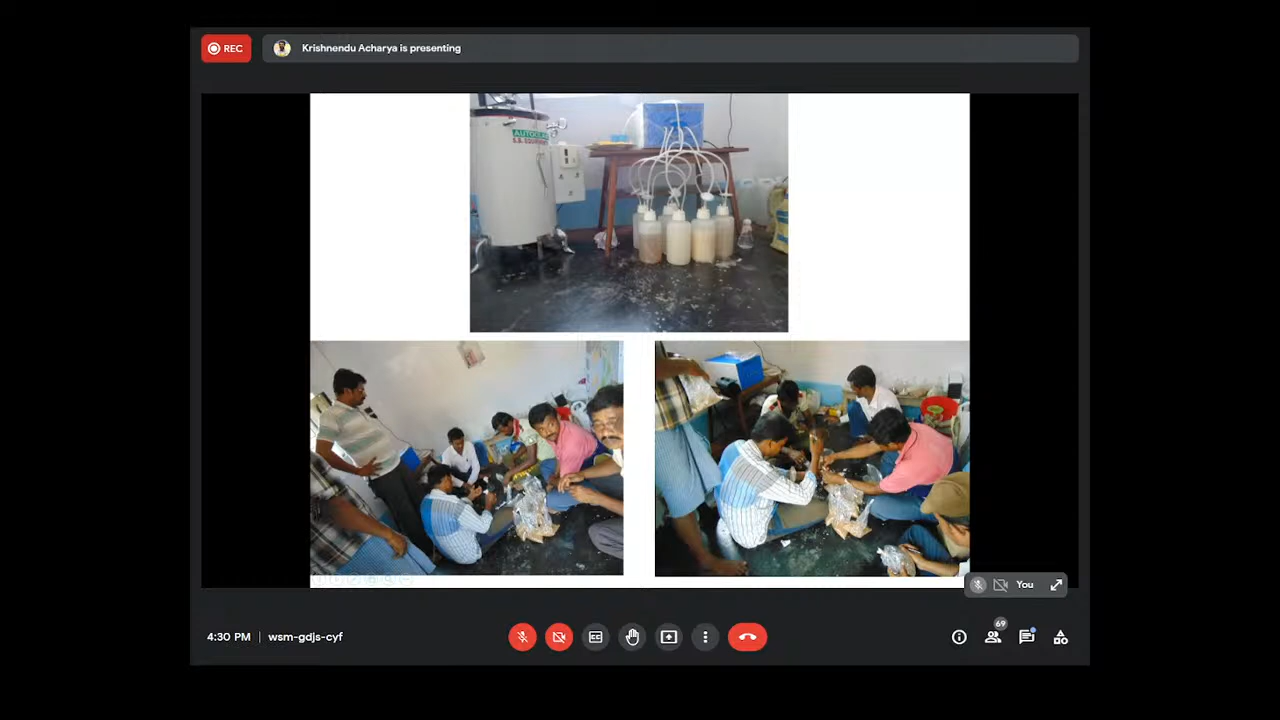 REC
Krishnendu Acharya is presenting
AUTOCLAVE
You
4:30 PM
wsm-gdjs-cyf
69